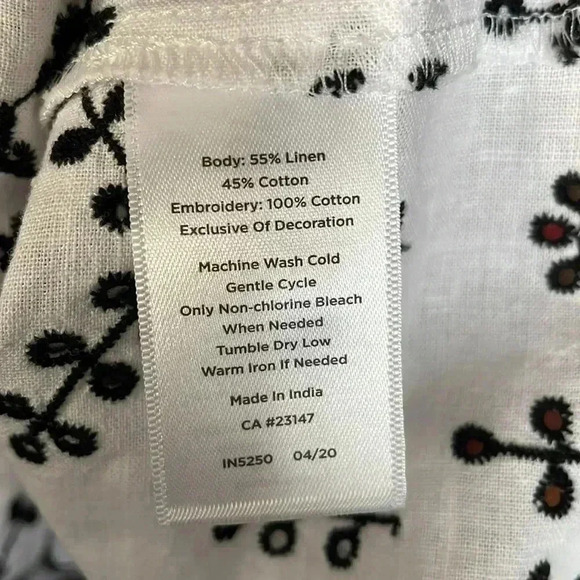 Body: 55% Linen
45% Cotton
Embroidery: 100% Cotton
Exclusive Of Decoration
Machine Wash Cold
Gentle Cycle
Only Non-chlorine Bleach
When Needed
Tumble Dry Low
Warm Iron If Needed
Made In India
CA #23147
IN5250 04/20